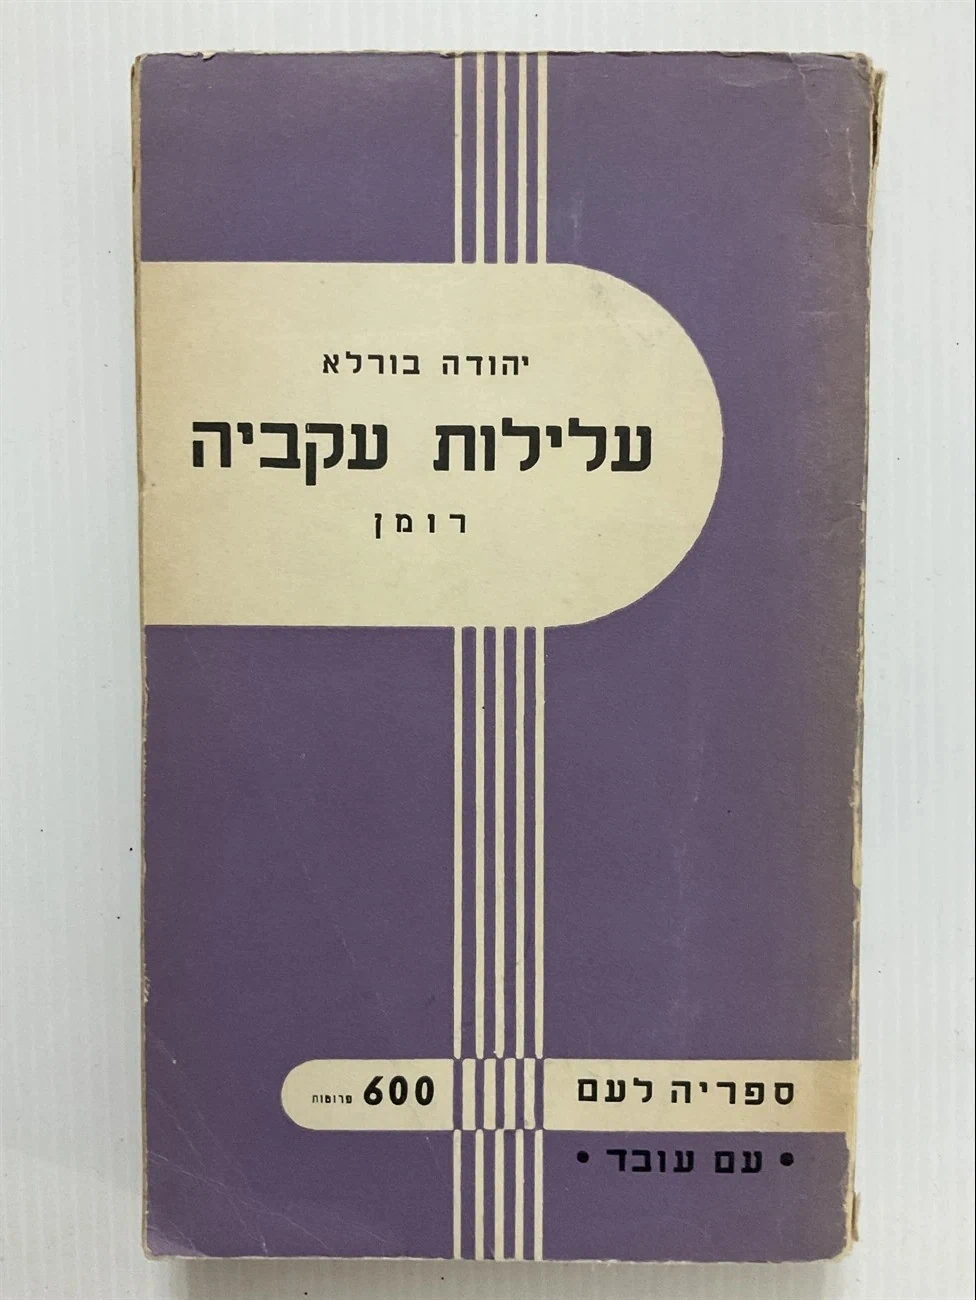 יהודה בורלא
עלילות עקביה
רומן
ספריה לעם
600 פרוטות
• עם עובד •